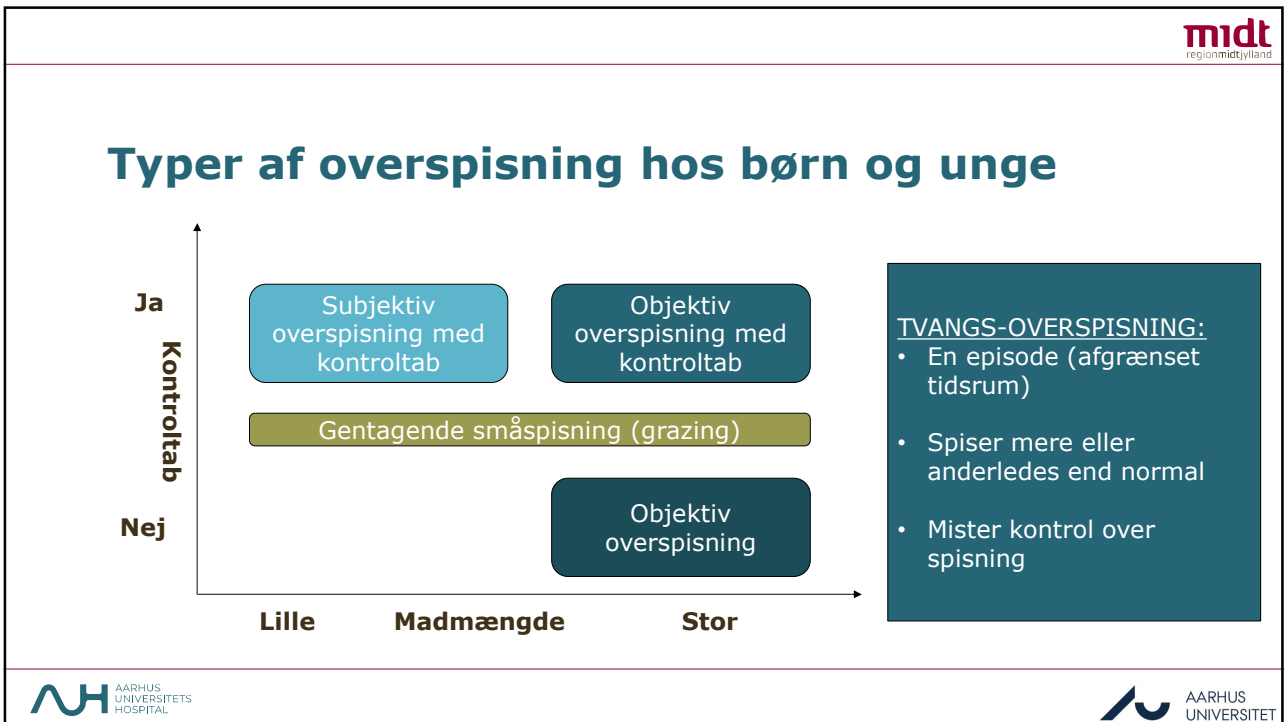 midt
regionmidtjylland
Typer af overspisning hos børn og unge
Ja
Kontroltab
Nej
Subjektiv
overspisning med
kontroltab
Objektiv
overspisning med
kontroltab
Gentagende småspisning (grazing)
Objektiv
overspisning
Lille
Madmængde
Stor
TVANGS-OVERSPISNING:
• En episode (afgrænset
tidsrum)
• Spiser mere eller
anderledes end normal
• Mister kontrol over
spisning
AARHUS
UNIVERSITETS
HOSPITAL
AARHUS
UNIVERSITET